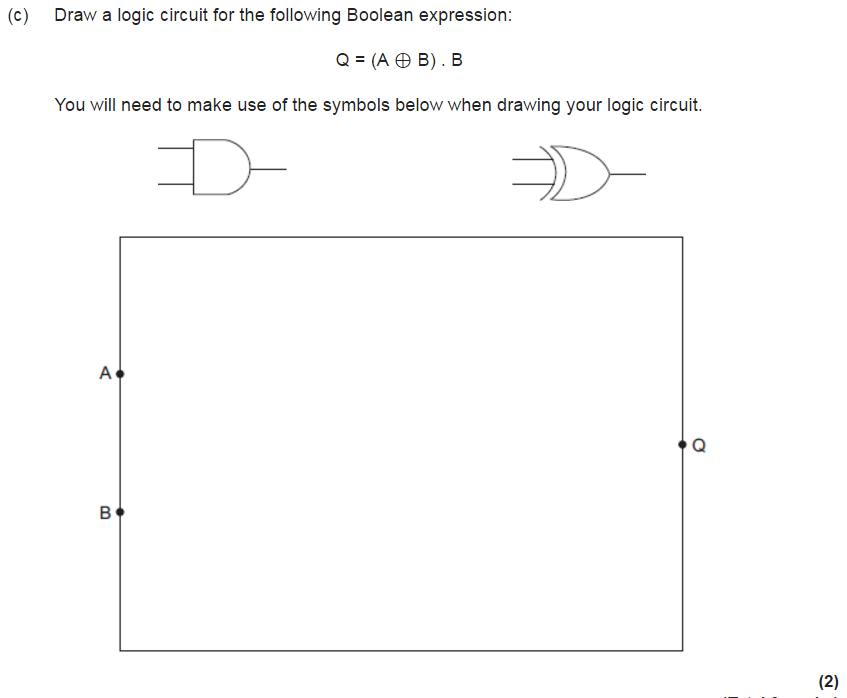 (c) Draw a logic circuit for the following Boolean expression:
Q = (A ⊕ B) . B
You will need to make use of the symbols below when drawing your logic circuit.
A
Q
B
(2)